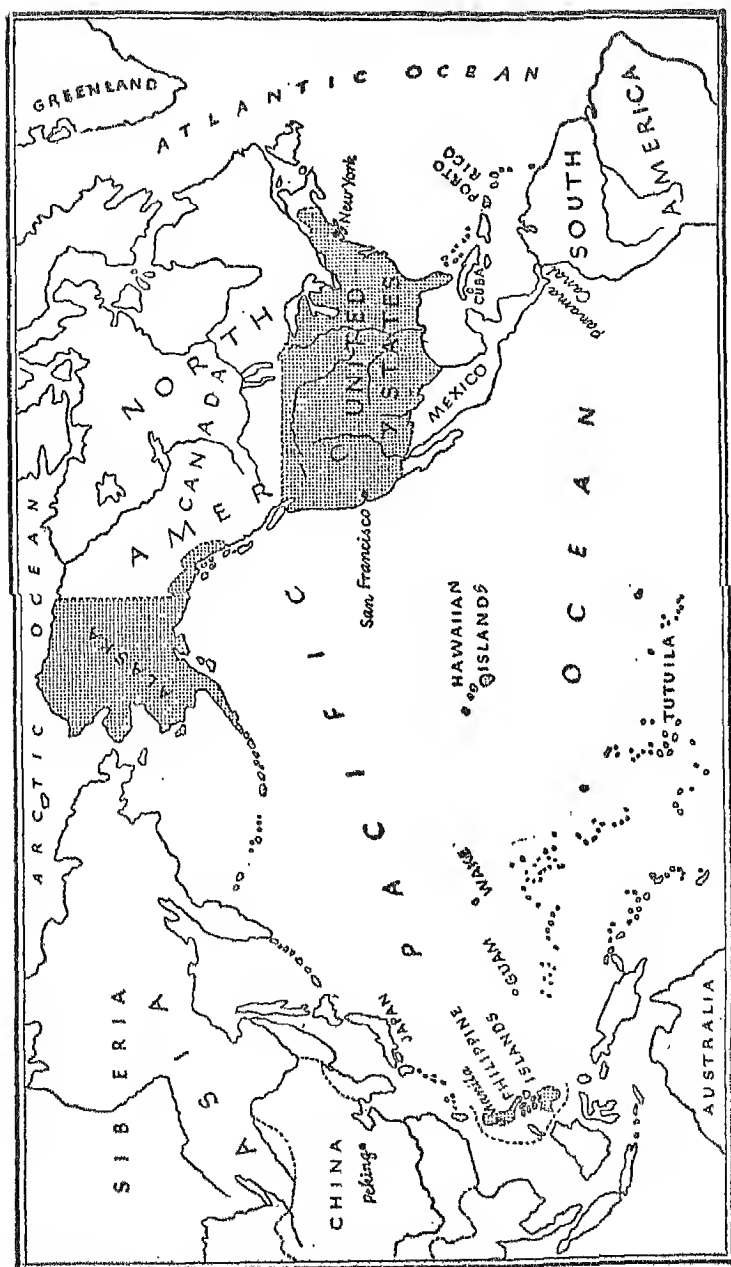 ARCTIC OCEAN
GREENLAND
ATLANTIC OCEAN
SIBERIA
ASIA
ALASKA
NORTH
AMERICA
CANADA
UNITED
STATES
New York
San Francisco
MEXICO
CUBA
PORTO
RICO
Panama
Canal
SOUTH
AMERICA
CHINA
Peking
JAPAN
PACIFIC
OCEAN
HAWAIIAN
ISLANDS
WAKE
GUAM
PHILIPPINE
ISLANDS
Manila
TUTUILA
AUSTRALIA